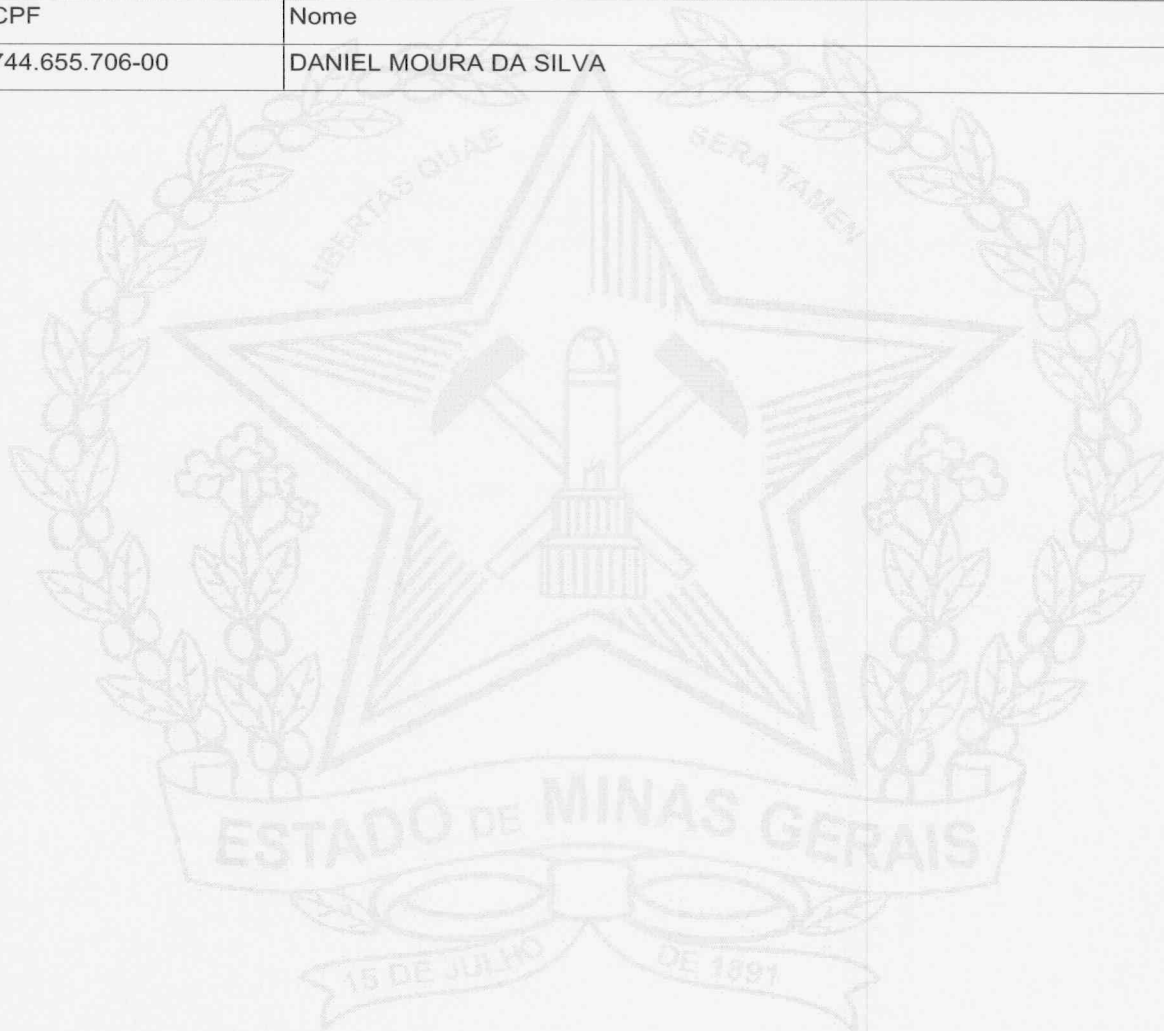 CPF Nome
744.655.706-00 DANIEL MOURA DA SILVA
LIBERTAS QUAE SERA TAMEN
ESTADO DE MINAS GERAIS
15 DE JULHO DE 1891